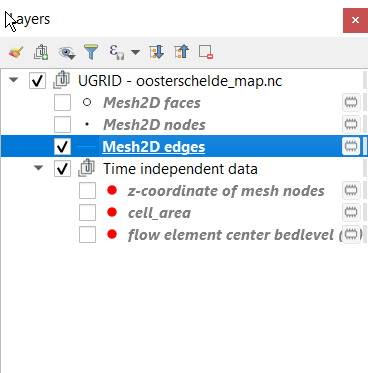 Layers
UGRID - oosterschelde_map.nc
Mesh2D faces
Mesh2D nodes
Mesh2D edges
Time independent data
z-coordinate of mesh nodes
cell_area
flow element center bedlevel (